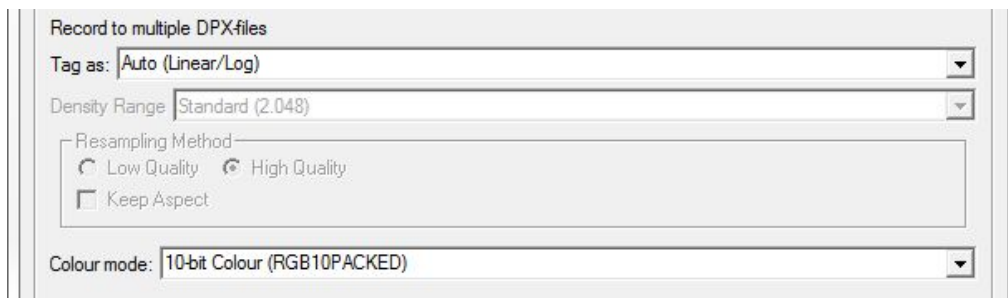 Record to multiple DPX-files
Tag as: Auto (Linear/Log)
Density Range Standard (2.048)
Resampling Method
Low Quality High Quality
Keep Aspect
Colour mode: 10-bit Colour (RGB10PACKED)